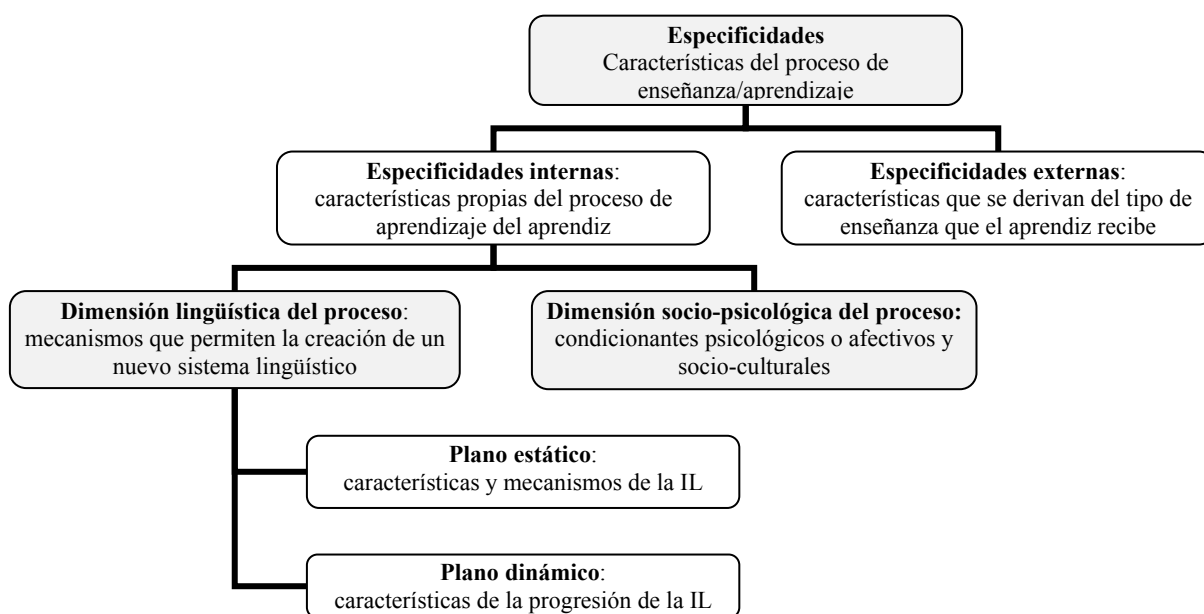 Especificidades
Características del proceso de
enseñanza/aprendizaje
Especificidades internas:
características propias del proceso de
aprendizaje del aprendiz
Especificidades externas:
características que se derivan del tipo de
enseñanza que el aprendiz recibe
Dimensión lingüística del proceso:
mecanismos que permiten la creación de un
nuevo sistema lingüístico
Dimensión socio-psicológica del proceso:
condicionantes psicológicos o afectivos y
socio-culturales
Plano estático:
características y mecanismos de la IL
Plano dinámico:
características de la progresión de la IL